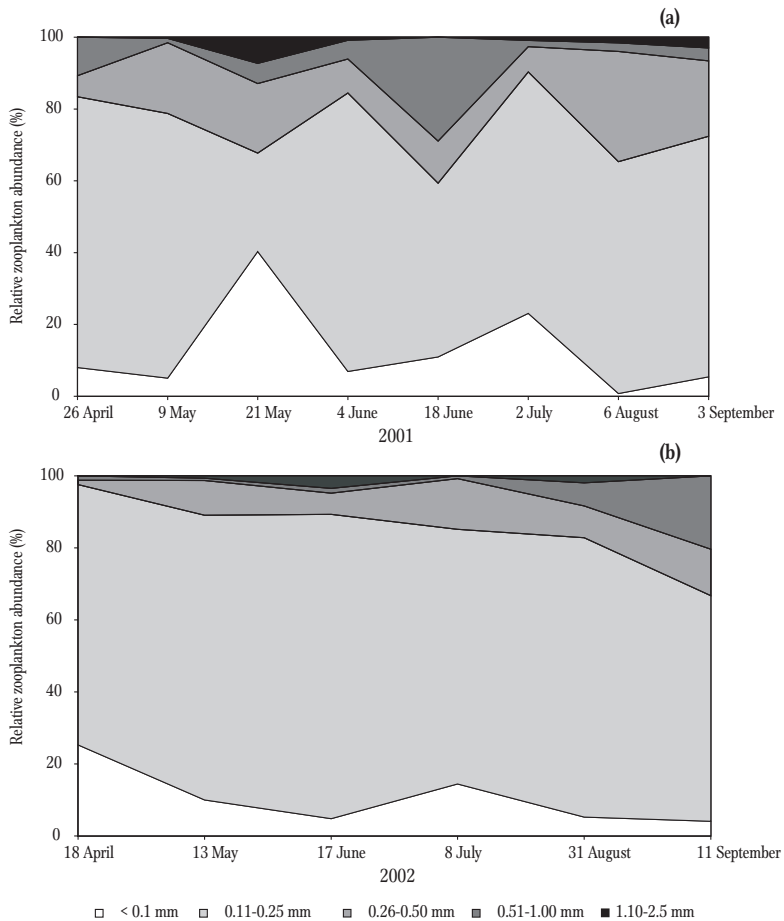 (a)
Relative zooplankton abundance (%)
100
80
60
40
20
0
26 April 9 May 21 May 4 June 18 June 2 July 6 August 3 September
2001
(b)
Relative zooplankton abundance (%)
100
80
60
40
20
0
18 April 13 May 17 June 8 July 31 August 11 September
2002
< 0.1 mm 0.11-0.25 mm 0.26-0.50 mm 0.51-1.00 mm 1.10-2.5 mm